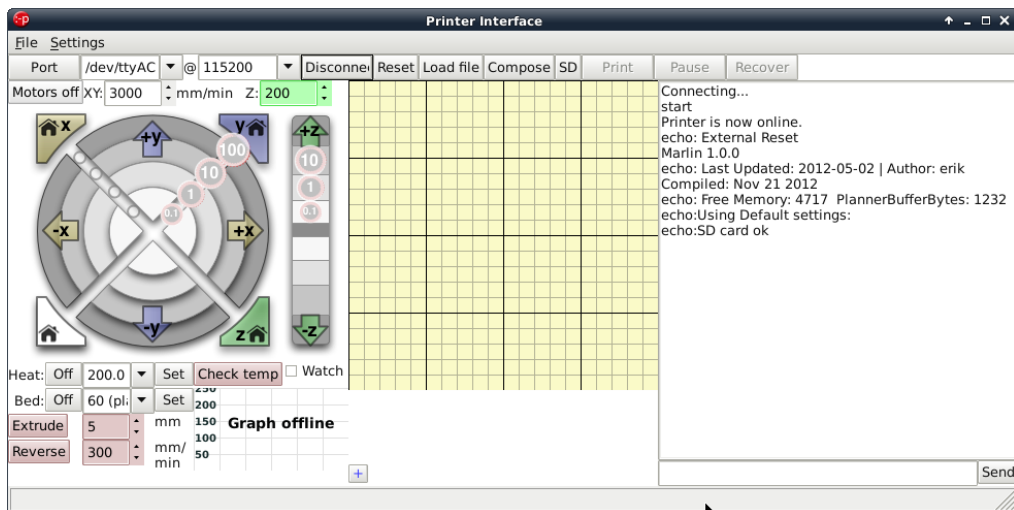 Printer Interface
File Settings
Port /dev/ttyAC @ 115200 Disconne Reset Load file Compose SD Print Pause Recover
Motors off XY: 3000 mm/min Z: 200
x +y y +z
100
10 10
1 1
0.1 0.1
-x +x
-y z -z
Heat: Off 200.0 Set Check temp Watch
Bed: Off 60 (pla Set
250
200
Extrude 5 mm 150 Graph offline
100
Reverse 300 mm/min 50
+
Connecting...
start
Printer is now online.
echo: External Reset
Marlin 1.0.0
echo: Last Updated: 2012-05-02 | Author: erik
Compiled: Nov 21 2012
echo: Free Memory: 4717 PlannerBufferBytes: 1232
echo:Using Default settings:
echo:SD card ok
Send